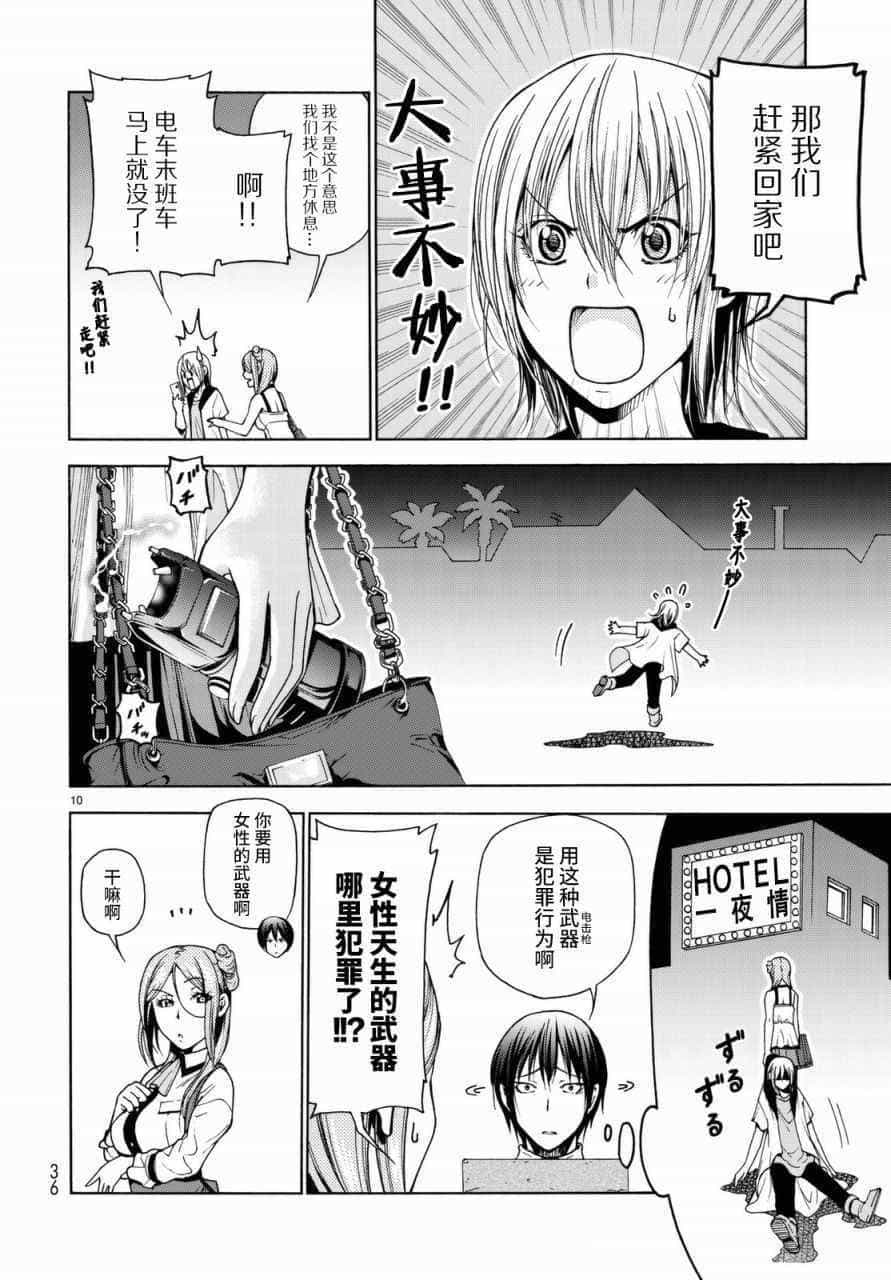 那我们
赶紧回家吧
大事不妙!!
我不是这个意思
我们找个地方休息…
啊!!
电车末班车
马上就没了!
我们赶紧
走吧!!
大事不妙——
バチ
バチッ
10
HOTEL
一夜情
ずるずる
用这种武器
电击枪
是犯罪行为啊
女性天生的武器
哪里犯罪了!!?
你要用
女性的武器啊
干嘛啊
36